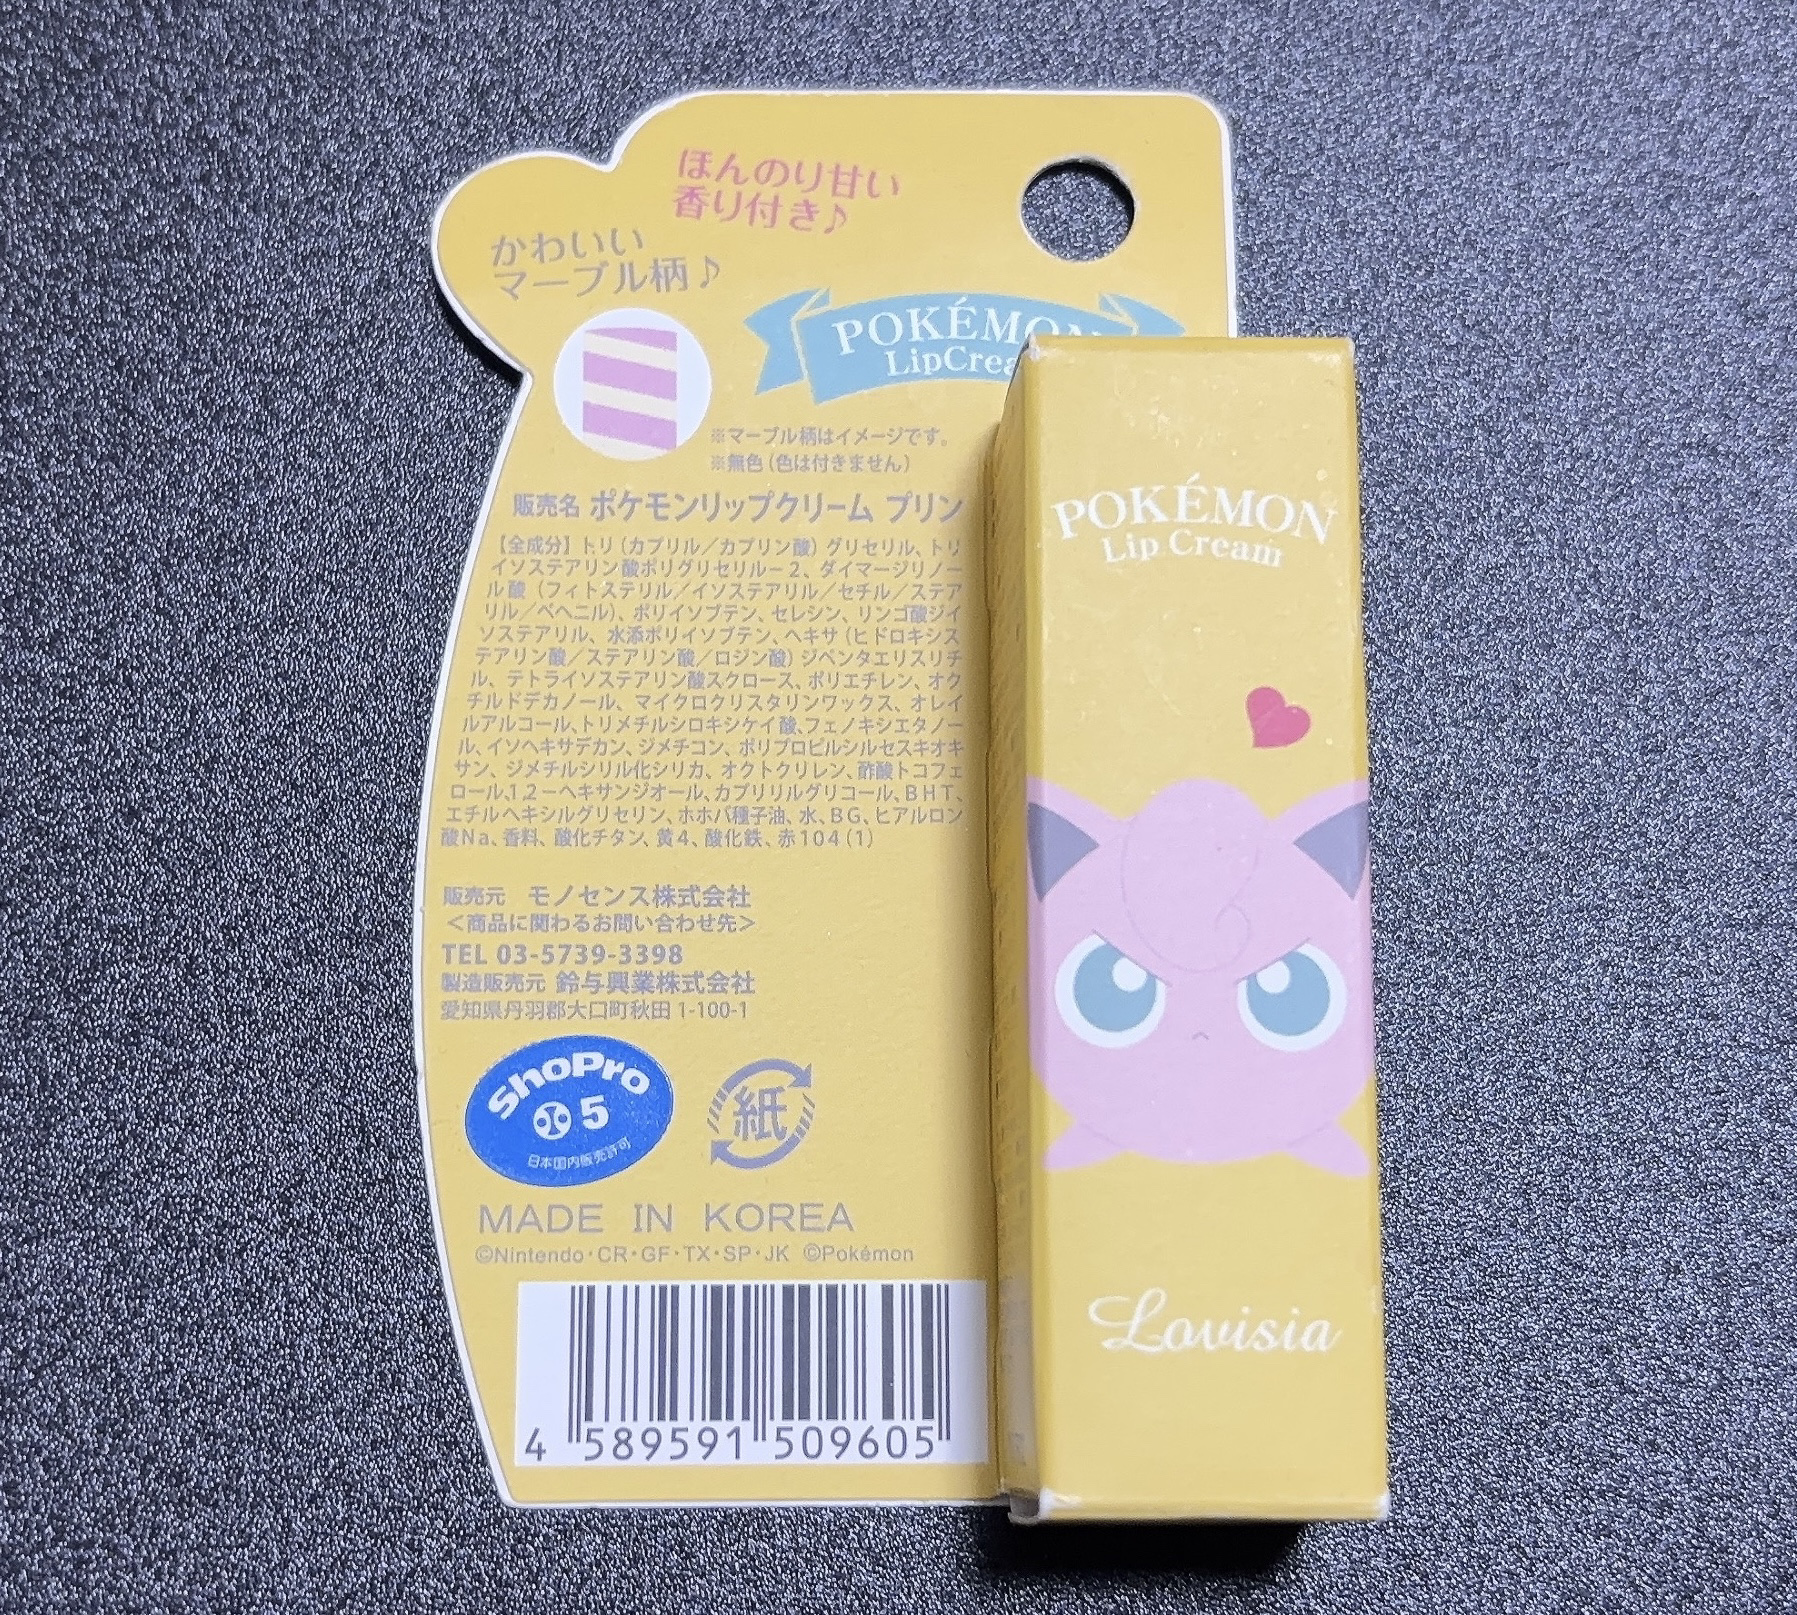 ほんのり甘い
香り付き♪
かわいい
マーブル柄♪
POKÉMON
LipCrea
※マーブル柄はイメージです。
※無色（色は付きません）
販売名 ポケモンリップクリーム プリン
【全成分】トリ（カプリル／カプリン酸）グリセリル、トリ
イソステアリン酸ポリグリセリル－２、ダイマージリノー
ル酸（フィトステリル／イソステアリル／セチル／ステア
リル／ベヘニル）、ポリイソブテン、セレシン、リンゴ酸ジイ
ソステアリル、水添ポリイソブテン、ヘキサ（ヒドロキシス
テアリン酸／ステアリン酸／ロジン酸）ジペンタエリスリチ
ル、テトライソステアリン酸スクロース、ポリエチレン、オク
チルドデカノール、マイクロクリスタリンワックス、オレイ
ルアルコール、トリメチルシロキシケイ酸、フェノキシエタノー
ル、イソヘキサデカン、ジメチコン、ポリプロピルシルセスキオキ
サン、ジメチルシリル化シリカ、オクトクリレン、酢酸トコフェ
ロール、1,2－ヘキサンジオール、カプリリルグリコール、ＢＨＴ、
エチルヘキシルグリセリン、ホホバ種子油、水、ＢＧ、ヒアルロン
酸Ｎａ、香料、酸化チタン、黄４、酸化鉄、赤１０４（１）
販売元 モノセンス株式会社
＜商品に関わるお問い合わせ先＞
TEL 03-5739-3398
製造販売元 鈴与興業株式会社
愛知県丹羽郡大口町秋田 1-100-1
ShoPro
5
日本国内販売許可
紙
MADE IN KOREA
©Nintendo・CR・GF・TX・SP・JK ©Pokémon
4 589591 509605
POKÉMON
Lip Cream
Lovisia